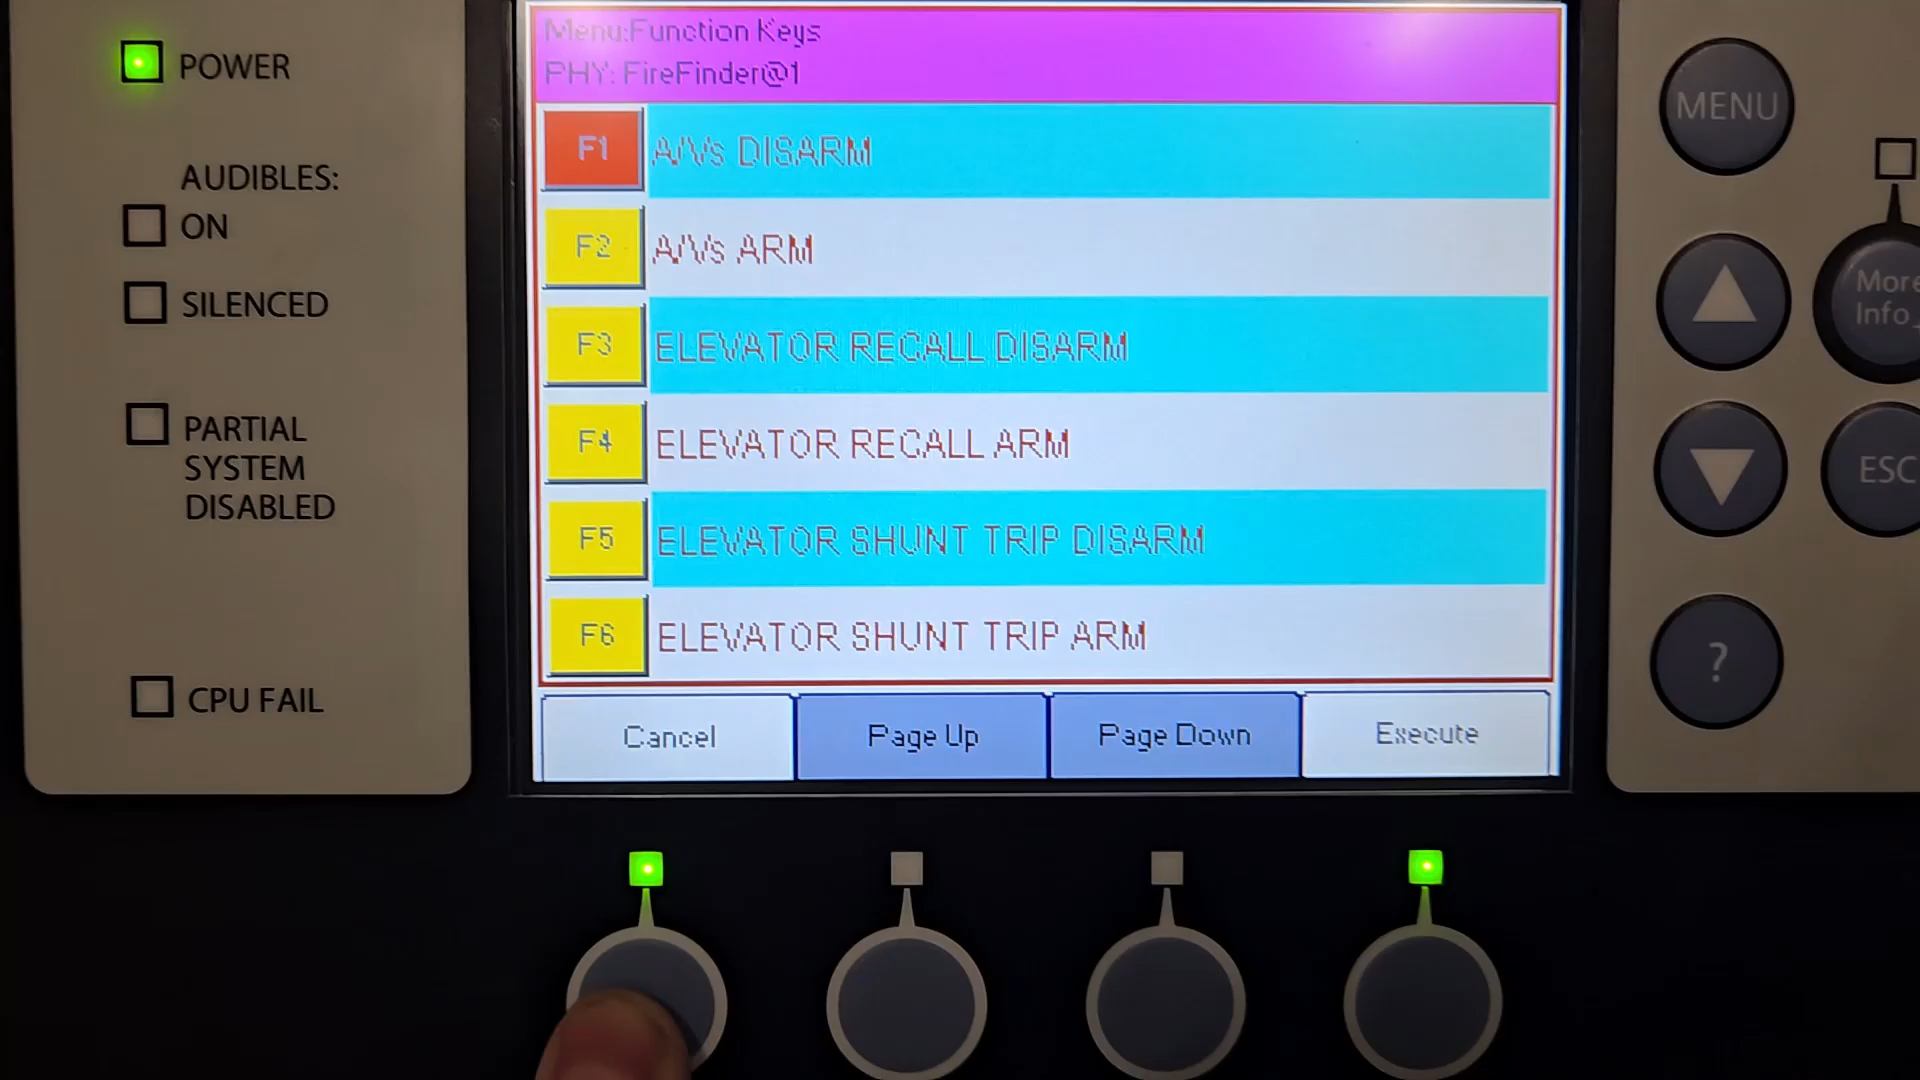 POWER
AUDIBLES:
ON
SILENCED
PARTIAL
SYSTEM
DISABLED
CPU FAIL
Menu:Function Keys
PHY: FireFinder@1
F1 A/Vs DISARM
F2 A/Vs ARM
F3 ELEVATOR RECALL DISARM
F4 ELEVATOR RECALL ARM
F5 ELEVATOR SHUNT TRIP DISARM
F6 ELEVATOR SHUNT TRIP ARM
Cancel Page Up Page Down Execute
MENU
More
Info
ESC
?